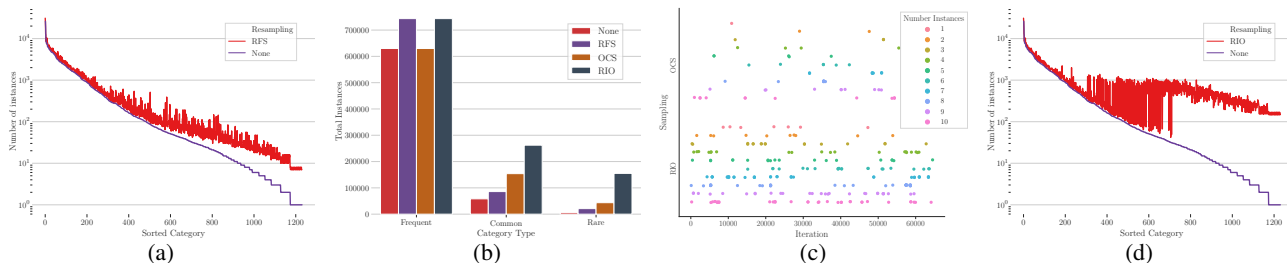 Number of instances
10^4
10^3
10^2
10^1
10^0
0
200
400
600
800
1000
1200
Sorted Category
Resampling
RFS
None
(a)
Total Instances
700000
600000
500000
400000
300000
200000
100000
0
Frequent
Common
Rare
Category Type
None
RFS
OCS
RIO
(b)
Sampling
OCS
RIO
0
10000
20000
30000
40000
50000
60000
Iteration
Number Instances
1
2
3
4
5
6
7
8
9
10
(c)
Number of instances
10^4
10^3
10^2
10^1
10^0
0
200
400
600
800
1000
1200
Sorted Category
Resampling
RIO
None
(d)